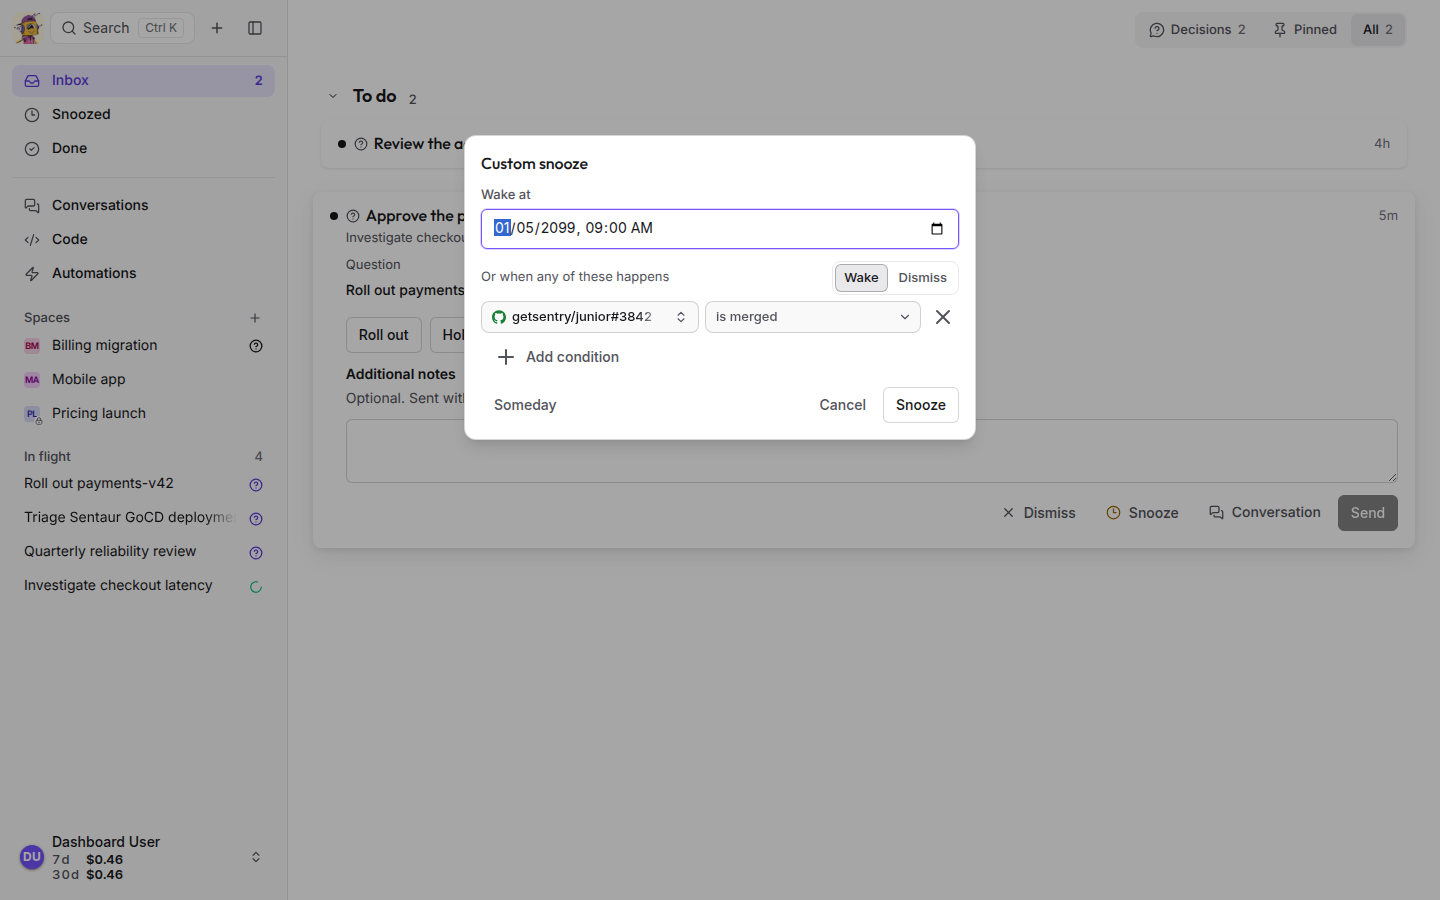 Search Ctrl K
Inbox 2
Snoozed
Done
Conversations
Code
Automations
Spaces
BM Billing migration
MA Mobile app
PL Pricing launch
In flight 4
Roll out payments-v42
Triage Sentaur GoCD deployme
Quarterly reliability review
Investigate checkout latency
DU Dashboard User
7d $0.46
30d $0.46
Decisions 2
Pinned
All 2
To do 2
Review the a
4h
Approve the p
5m
Investigate checkou
Question
Roll out payments
Roll out
Hol
Additional notes
Optional. Sent wit
Dismiss
Snooze
Conversation
Send
Custom snooze
Wake at
01/05/2099, 09:00 AM
Or when any of these happens
Wake
Dismiss
getsentry/junior#3842
is merged
Add condition
Someday
Cancel
Snooze